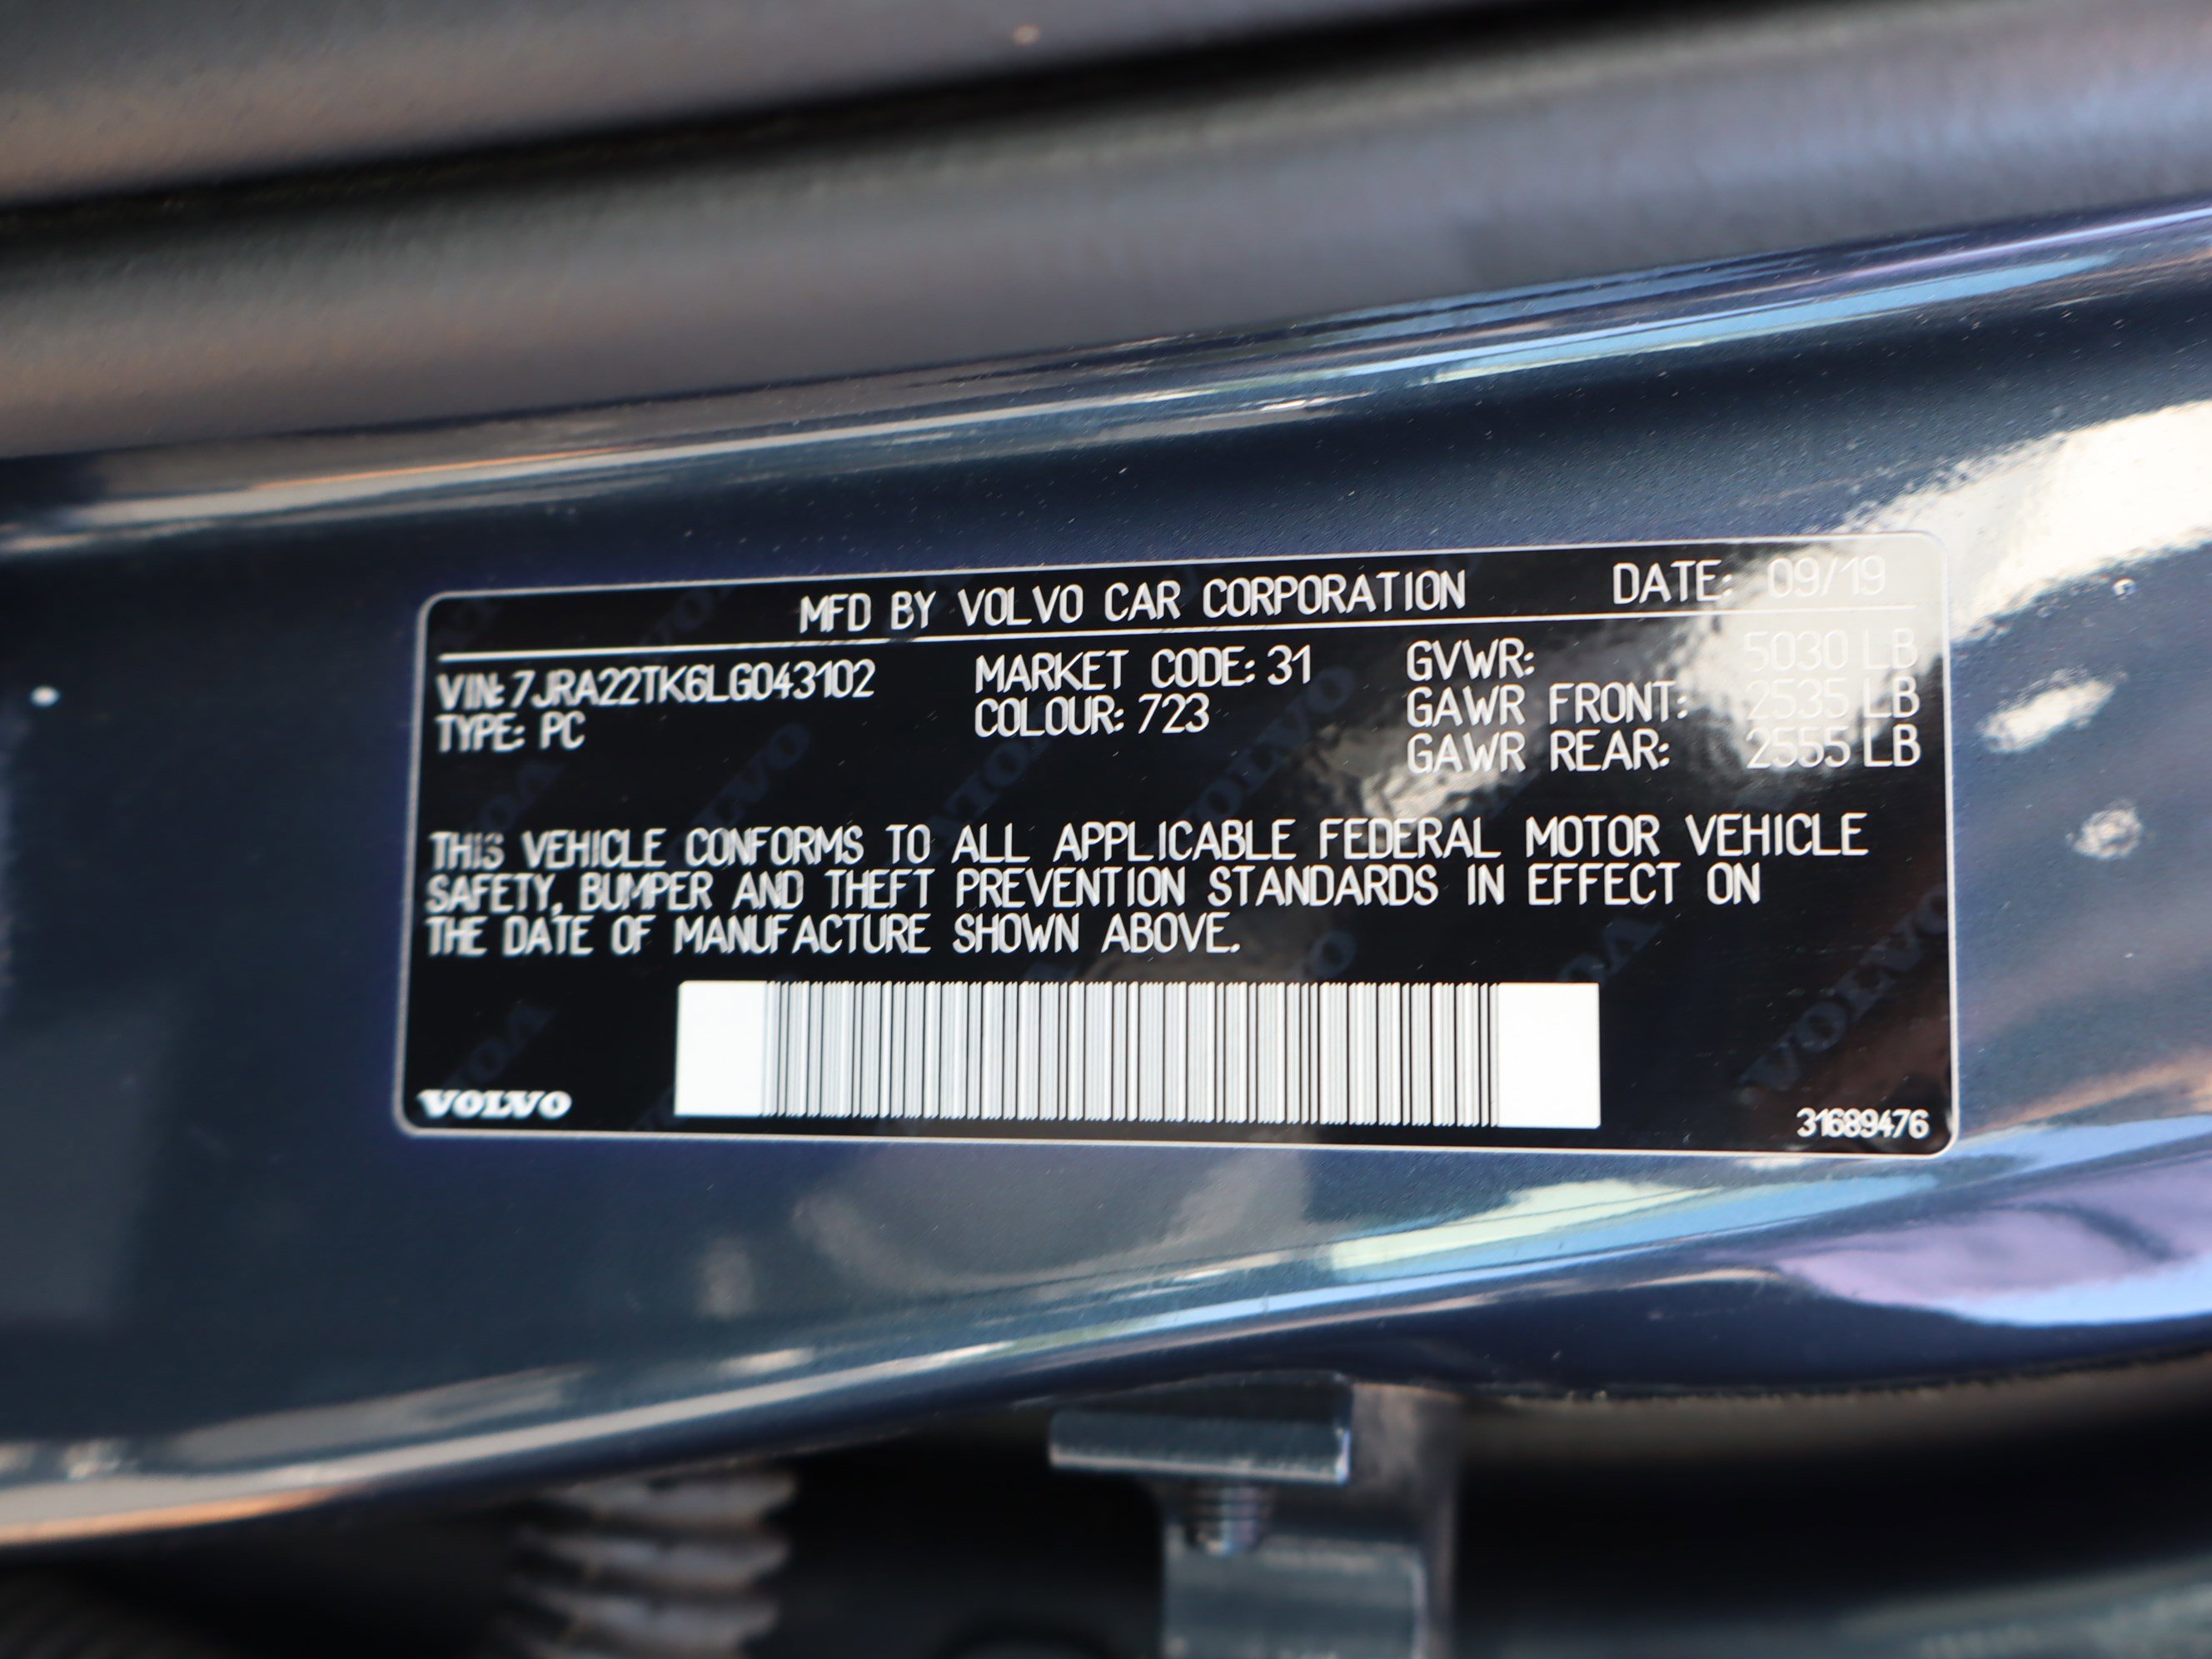 MFD BY VOLVO CAR CORPORATION DATE: 09/19
VIN: 7JRA22TK6LG043102 MARKET CODE: 31 GVWR: 5030 LB
TYPE: PC COLOUR: 723 GAWR FRONT: 2535 LB
GAWR REAR: 2555 LB
THIS VEHICLE CONFORMS TO ALL APPLICABLE FEDERAL MOTOR VEHICLE
SAFETY, BUMPER AND THEFT PREVENTION STANDARDS IN EFFECT ON
THE DATE OF MANUFACTURE SHOWN ABOVE.
VOLVO 31689476